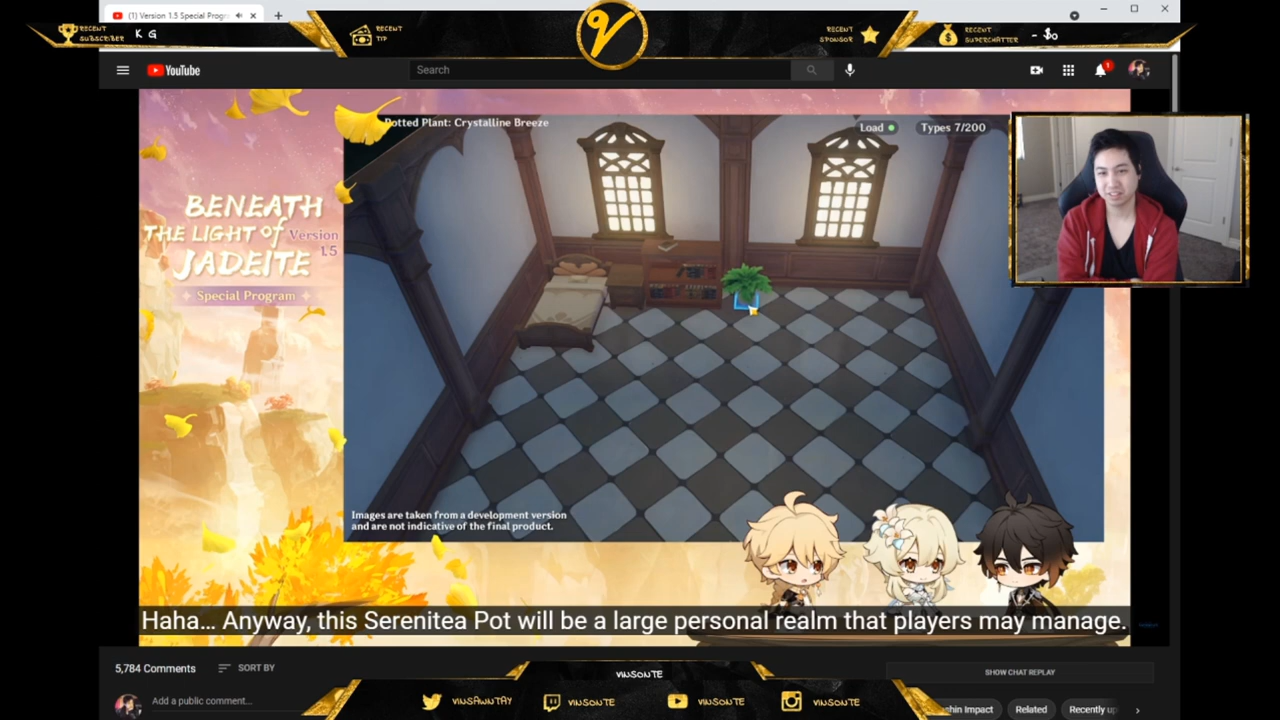 (1) Version 1.5 Special Progr
RECENT
SUBSCRIBER
K G
RECENT
TIP
RECENT
SPONSOR
RECENT
SUPERCHATTER
YouTube
Search
1
Potted Plant: Crystalline Breeze
Load
Types 7/200
BENEATH
THE LIGHT of
JADEITE
Version
1.5
Special Program
Images are taken from a development version
and are not indicative of the final product.
Haha... Anyway, this Serenitea Pot will be a large personal realm that players may manage.
5,784 Comments
SORT BY
VINSONTE
SHOW CHAT REPLAY
Add a public comment...
VINSAWNTAY
VINSONTE
VINSONTE
VINSONTE
shin Impact
Related
Recently up